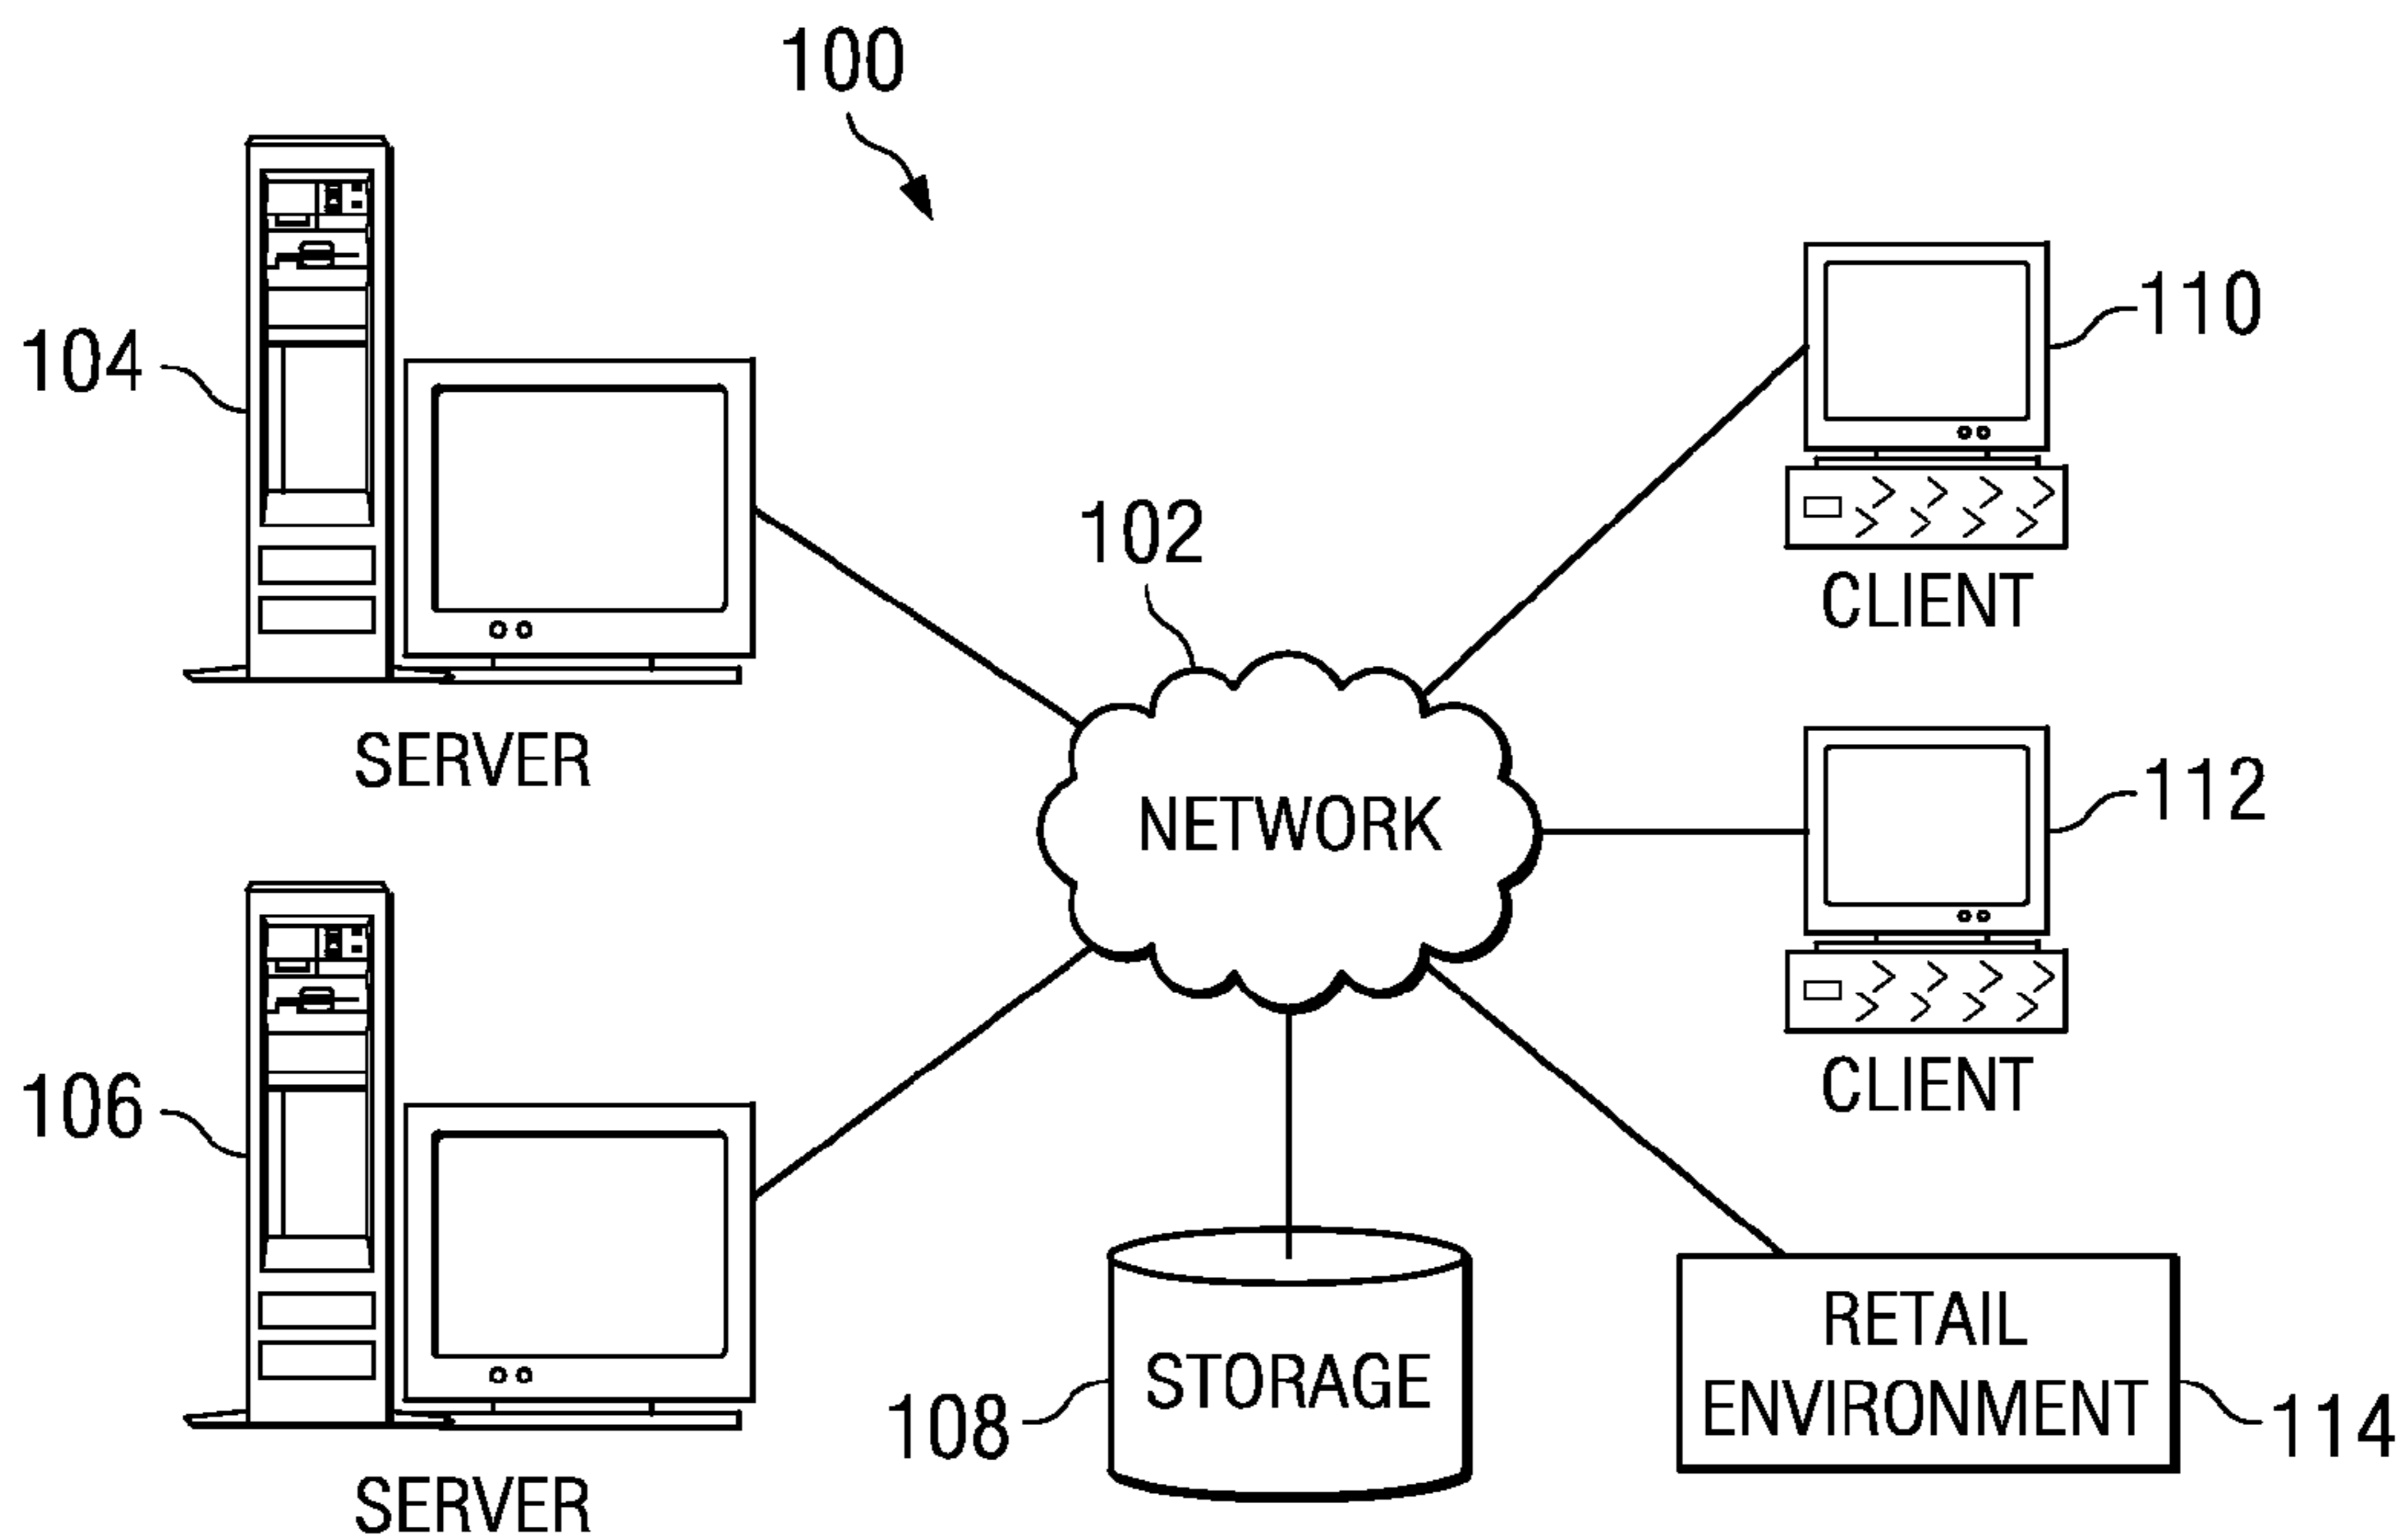 100
104
110
102
CLIENT
SERVER
NETWORK
112
CLIENT
106
STORAGE
108
RETAIL
ENVIRONMENT
114
SERVER